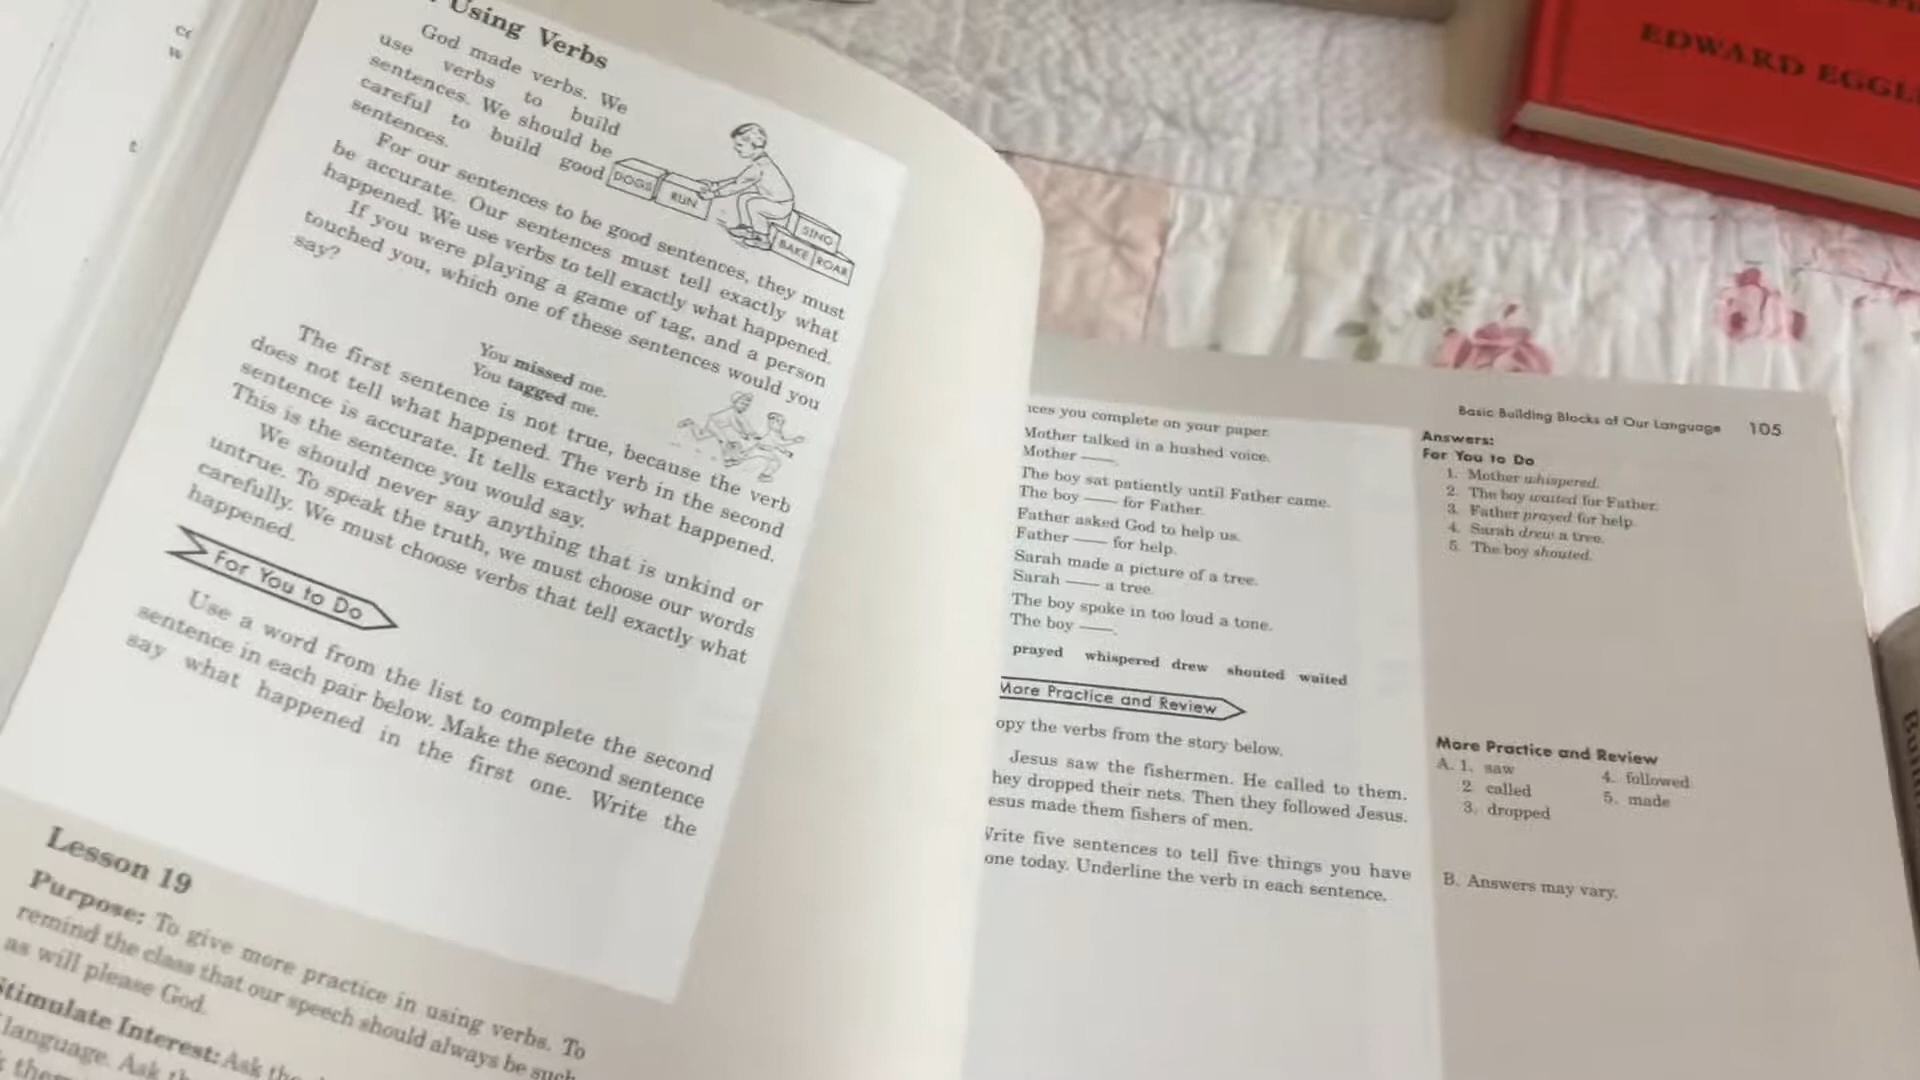 Using Verbs
God made verbs. We
use verbs to build
sentences. We should be
careful to build good
sentences.
DOGS
RUN
SING
BAKE
ROAR
For our sentences to be good sentences, they must
be accurate. Our sentences must tell exactly what
happened. We use verbs to tell exactly what happened.
If you were playing a game of tag, and a person
touched you, which one of these sentences would you
say?
You missed me.
You tagged me.
The first sentence is not true, because the verb
does not tell what happened. The verb in the second
sentence is accurate. It tells exactly what happened.
This is the sentence you would say.
We should never say anything that is unkind or
untrue. To speak the truth, we must choose our words
carefully. We must choose verbs that tell exactly what
happened.
For You to Do
Use a word from the list to complete the second
sentence in each pair below. Make the second sentence
say what happened in the first one. Write the
Lesson 19
Purpose: To give more practice in using verbs. To
remind the class that our speech should always be such
as will please God.
Stimulate Interest: Ask the
language. Ask
Basic Building Blocks of Our Language 105
you complete on your paper.
Mother talked in a hushed voice.
Mother ——.
The boy sat patiently until Father came.
The boy —— for Father.
Father asked God to help us.
Father —— for help.
Sarah made a picture of a tree.
Sarah —— a tree.
The boy spoke in too loud a tone.
The boy ——.
prayed whispered drew shouted waited
More Practice and Review
opy the verbs from the story below.
Jesus saw the fishermen. He called to them.
hey dropped their nets. Then they followed Jesus.
esus made them fishers of men.
Write five sentences to tell five things you have
one today. Underline the verb in each sentence.
Answers:
For You to Do
1. Mother whispered.
2. The boy waited for Father.
3. Father prayed for help.
4. Sarah drew a tree.
5. The boy shouted.
More Practice and Review
A. 1. saw 4. followed
2. called 5. made
3. dropped
B. Answers may vary.
EDWARD EGGL